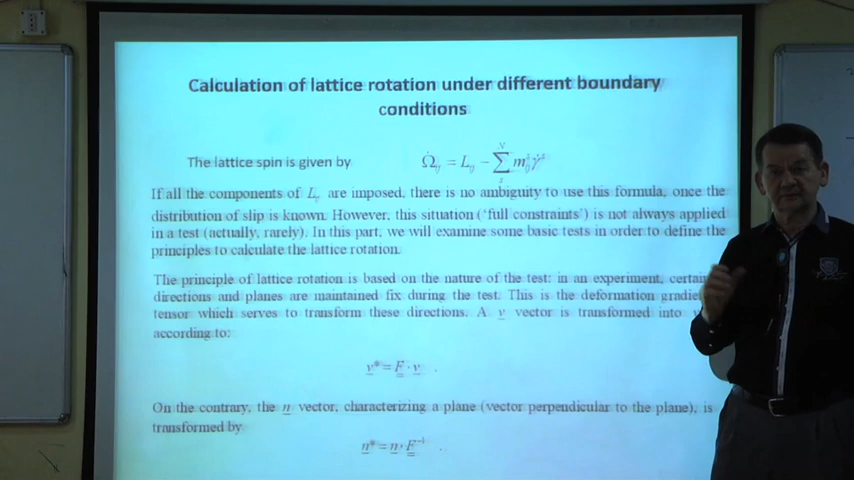 Calculation of lattice rotation under different boundary
conditions
The lattice spin is given by Ω̇ᵢⱼ = Lᵢⱼ − Σ mᵢⱼˢ γ̇ˢ
If all the components of Lᵢⱼ are imposed, there is no ambiguity to use this formula, once the
distribution of slip is known. However, this situation ('full constraints') is not always applied
in a test (actually, rarely). In this part, we will examine some basic tests in order to define the
principles to calculate the lattice rotation.
The principle of lattice rotation is based on the nature of the test: in an experiment, certain
directions and planes are maintained fix during the test. This is the deformation gradien
tensor which serves to transform these directions. A v vector is transformed into
according to:
v* = F · v .
On the contrary, the n vector, characterizing a plane (vector perpendicular to the plane), is
transformed by
n* = n · F⁻¹ .